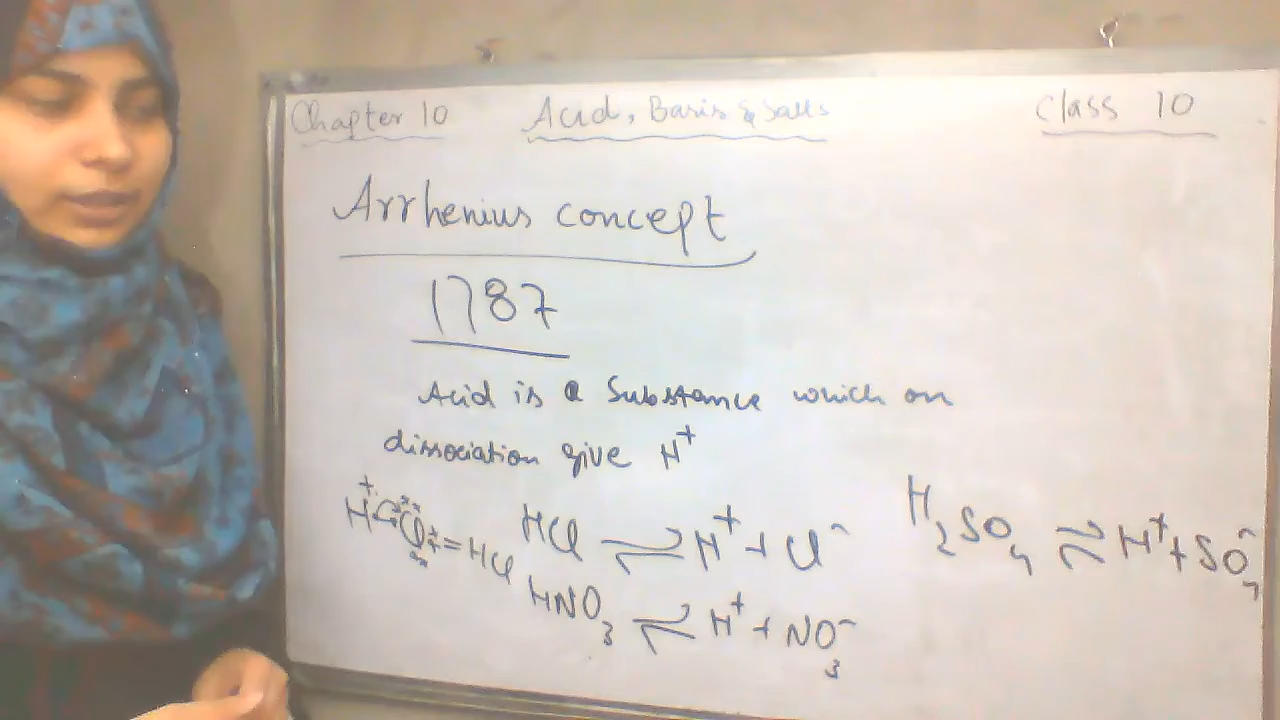 Chapter 10 Acid, Basis & Salts Class 10
Arrhenius concept
1787
Acid is a Substance which on
dissociation give H⁺
H⁺ Cl = HCl
HCl ⇌ H⁺ + Cl⁻
H₂SO₄ ⇌ H⁺ + SO₄⁻
HNO₃ ⇌ H⁺ + NO₃⁻